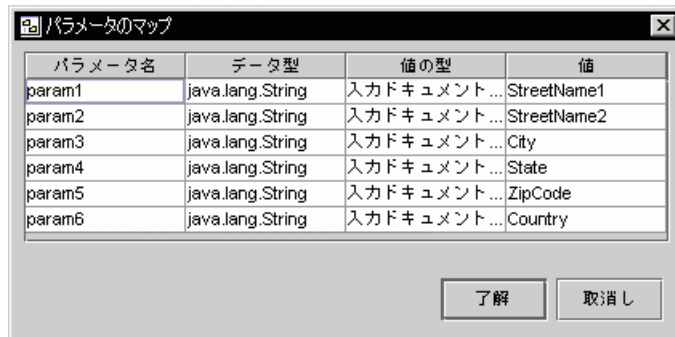 パラメータのマップ
パラメータ名 データ型 値の型 値
param1 java.lang.String 入力ドキュメント... StreetName1
param2 java.lang.String 入力ドキュメント... StreetName2
param3 java.lang.String 入力ドキュメント... City
param4 java.lang.String 入力ドキュメント... State
param5 java.lang.String 入力ドキュメント... ZipCode
param6 java.lang.String 入力ドキュメント... Country
了解 取消し